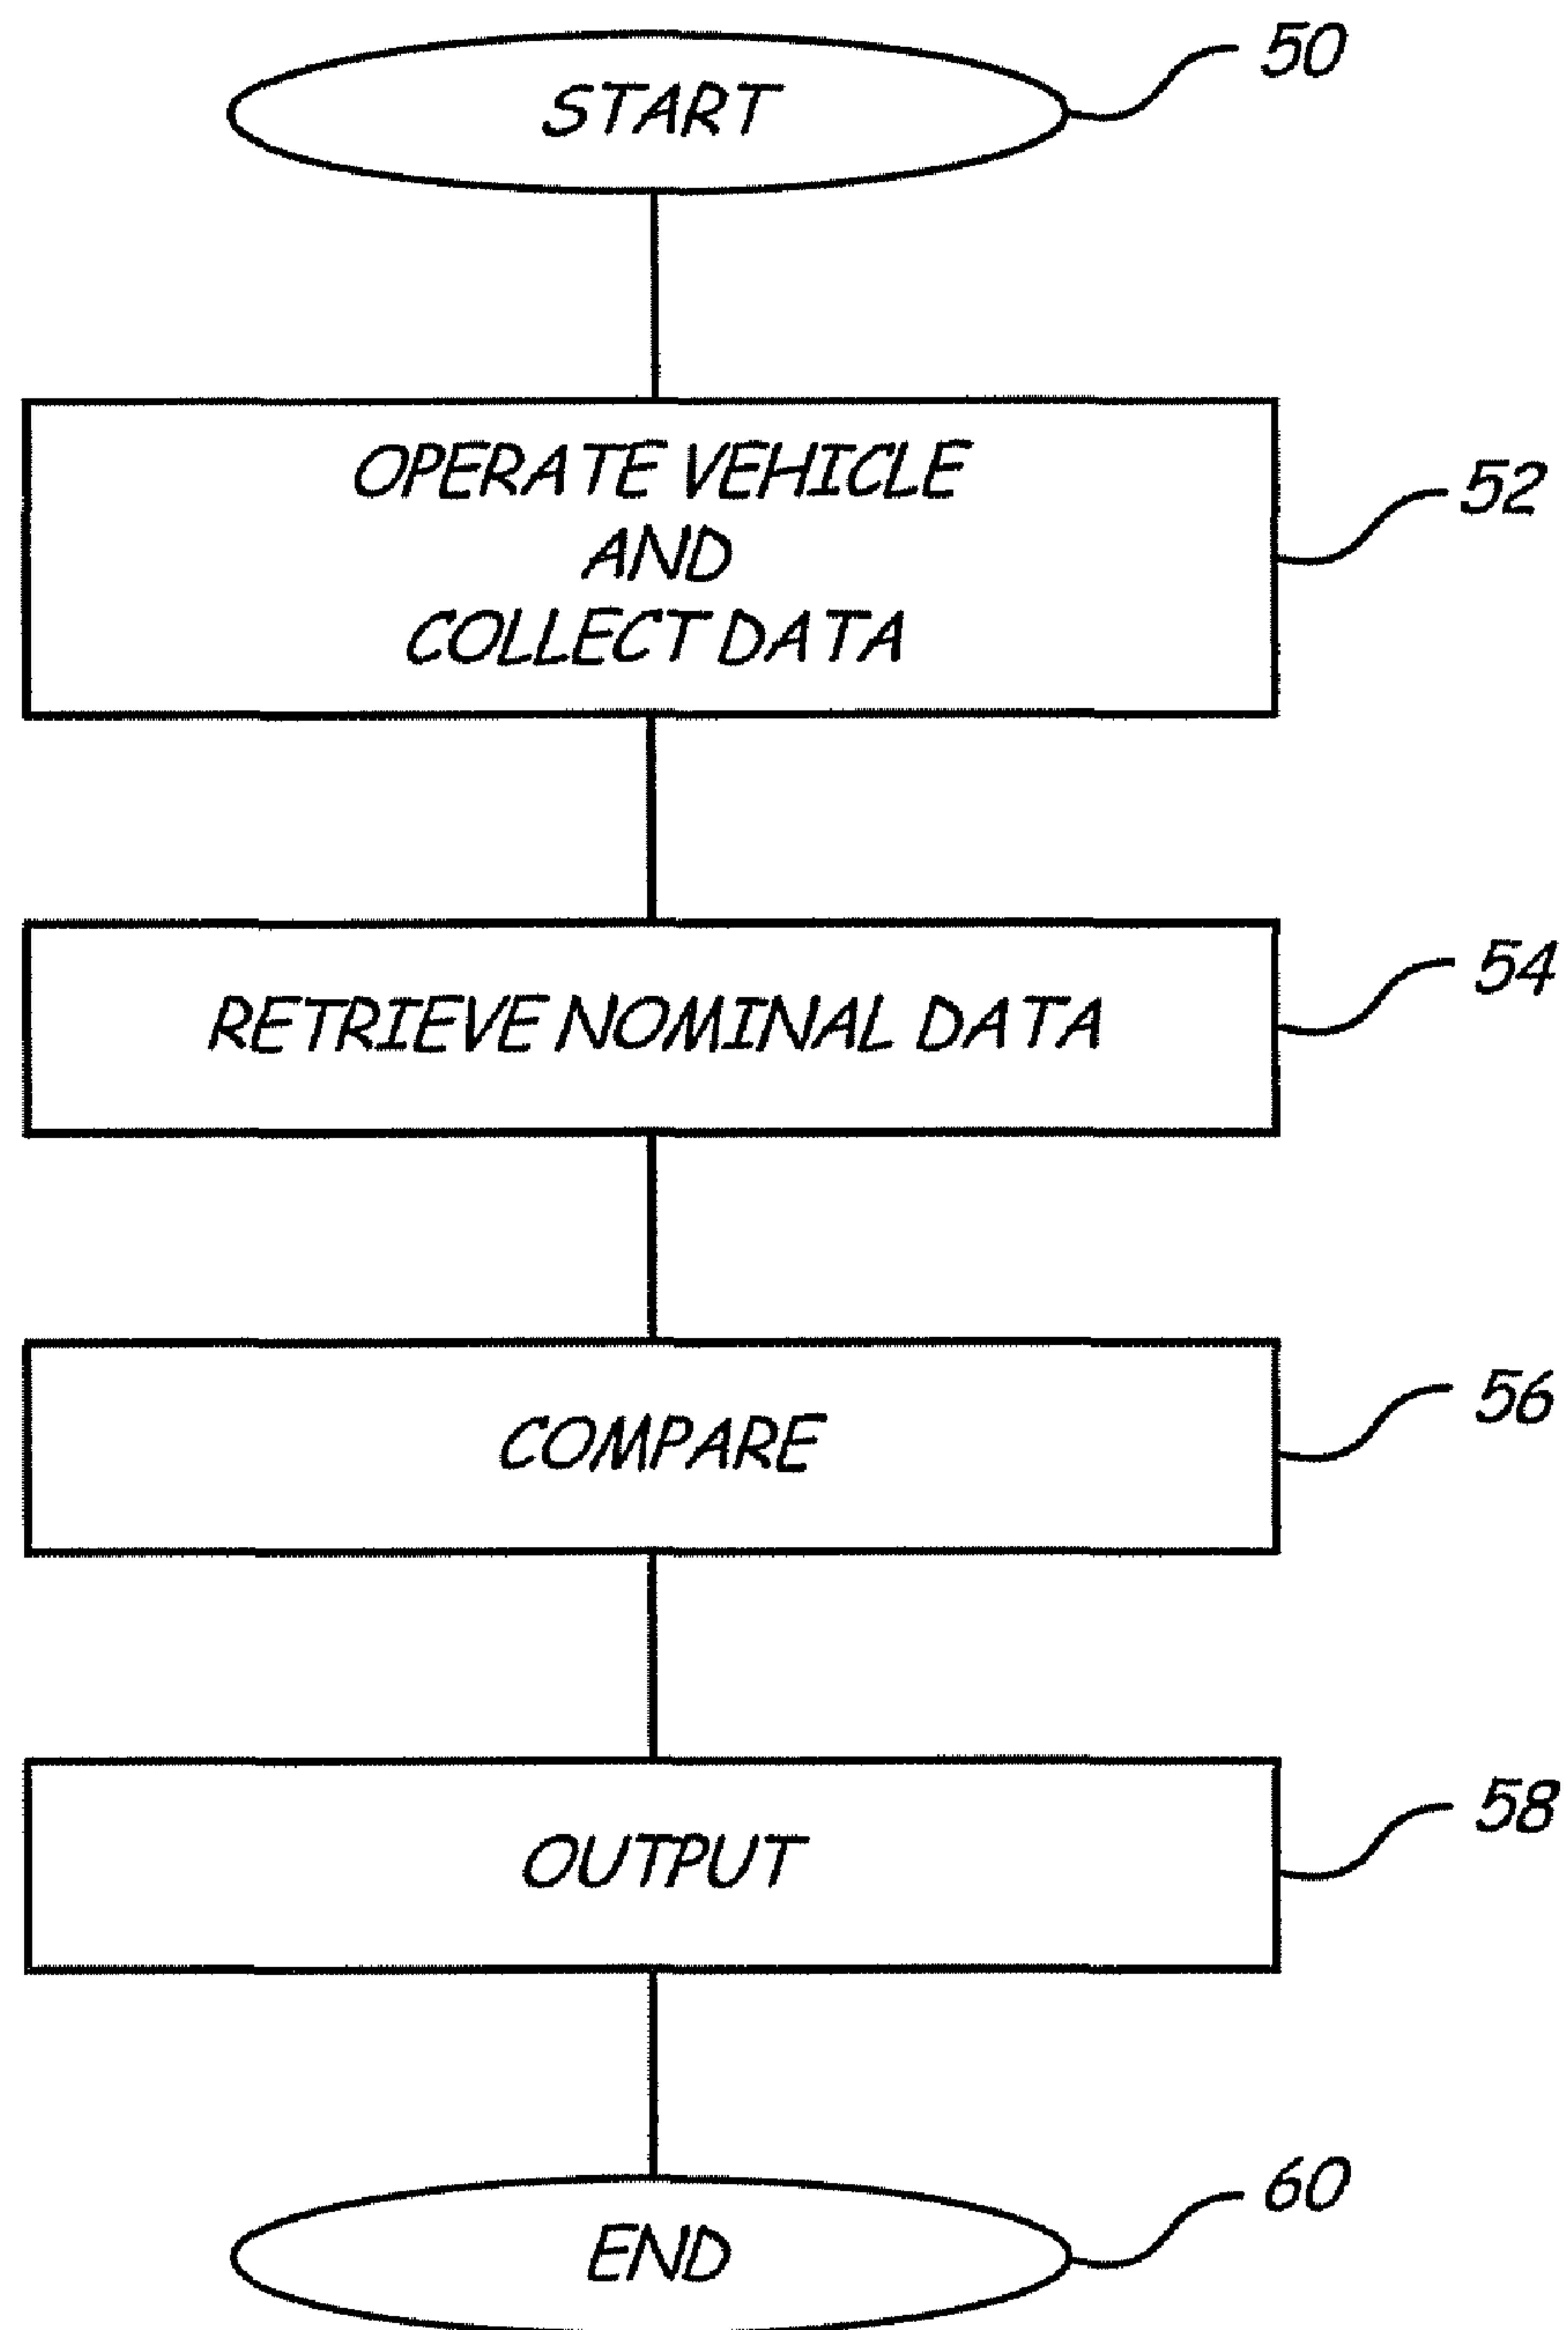 START
50
OPERATE VEHICLE
AND
COLLECT DATA
52
RETRIEVE NOMINAL DATA
54
COMPARE
56
OUTPUT
58
END
60